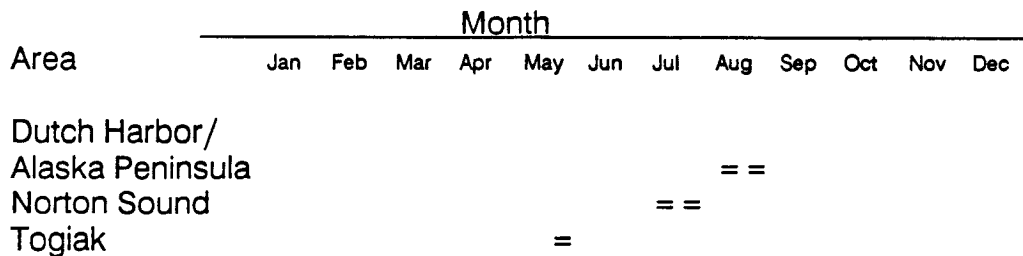 Month
Area Jan Feb Mar Apr May Jun Jul Aug Sep Oct Nov Dec
Dutch Harbor/
Alaska Peninsula = =
Norton Sound = =
Togiak =